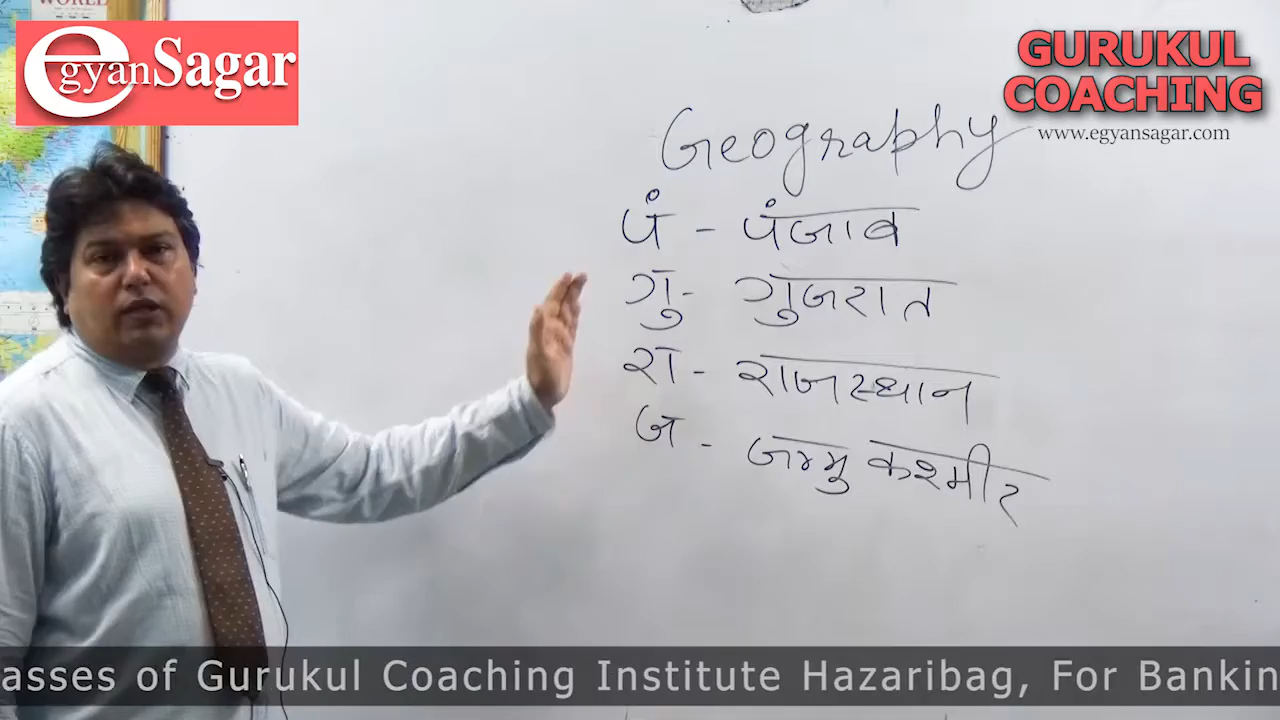 WORLD
egyanSagar
GURUKUL
COACHING
www.egyansagar.com
Geography
पं - पंजाब
गु - गुजरात
रा - राजस्थान
ज - जम्मु कश्मीर
asses of Gurukul Coaching Institute Hazaribag, For Bankin